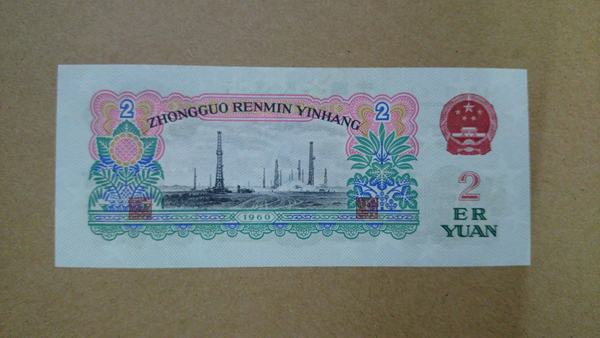 2
2
ZHONGGUO RENMIN YINHANG
1960
2
ER
YUAN